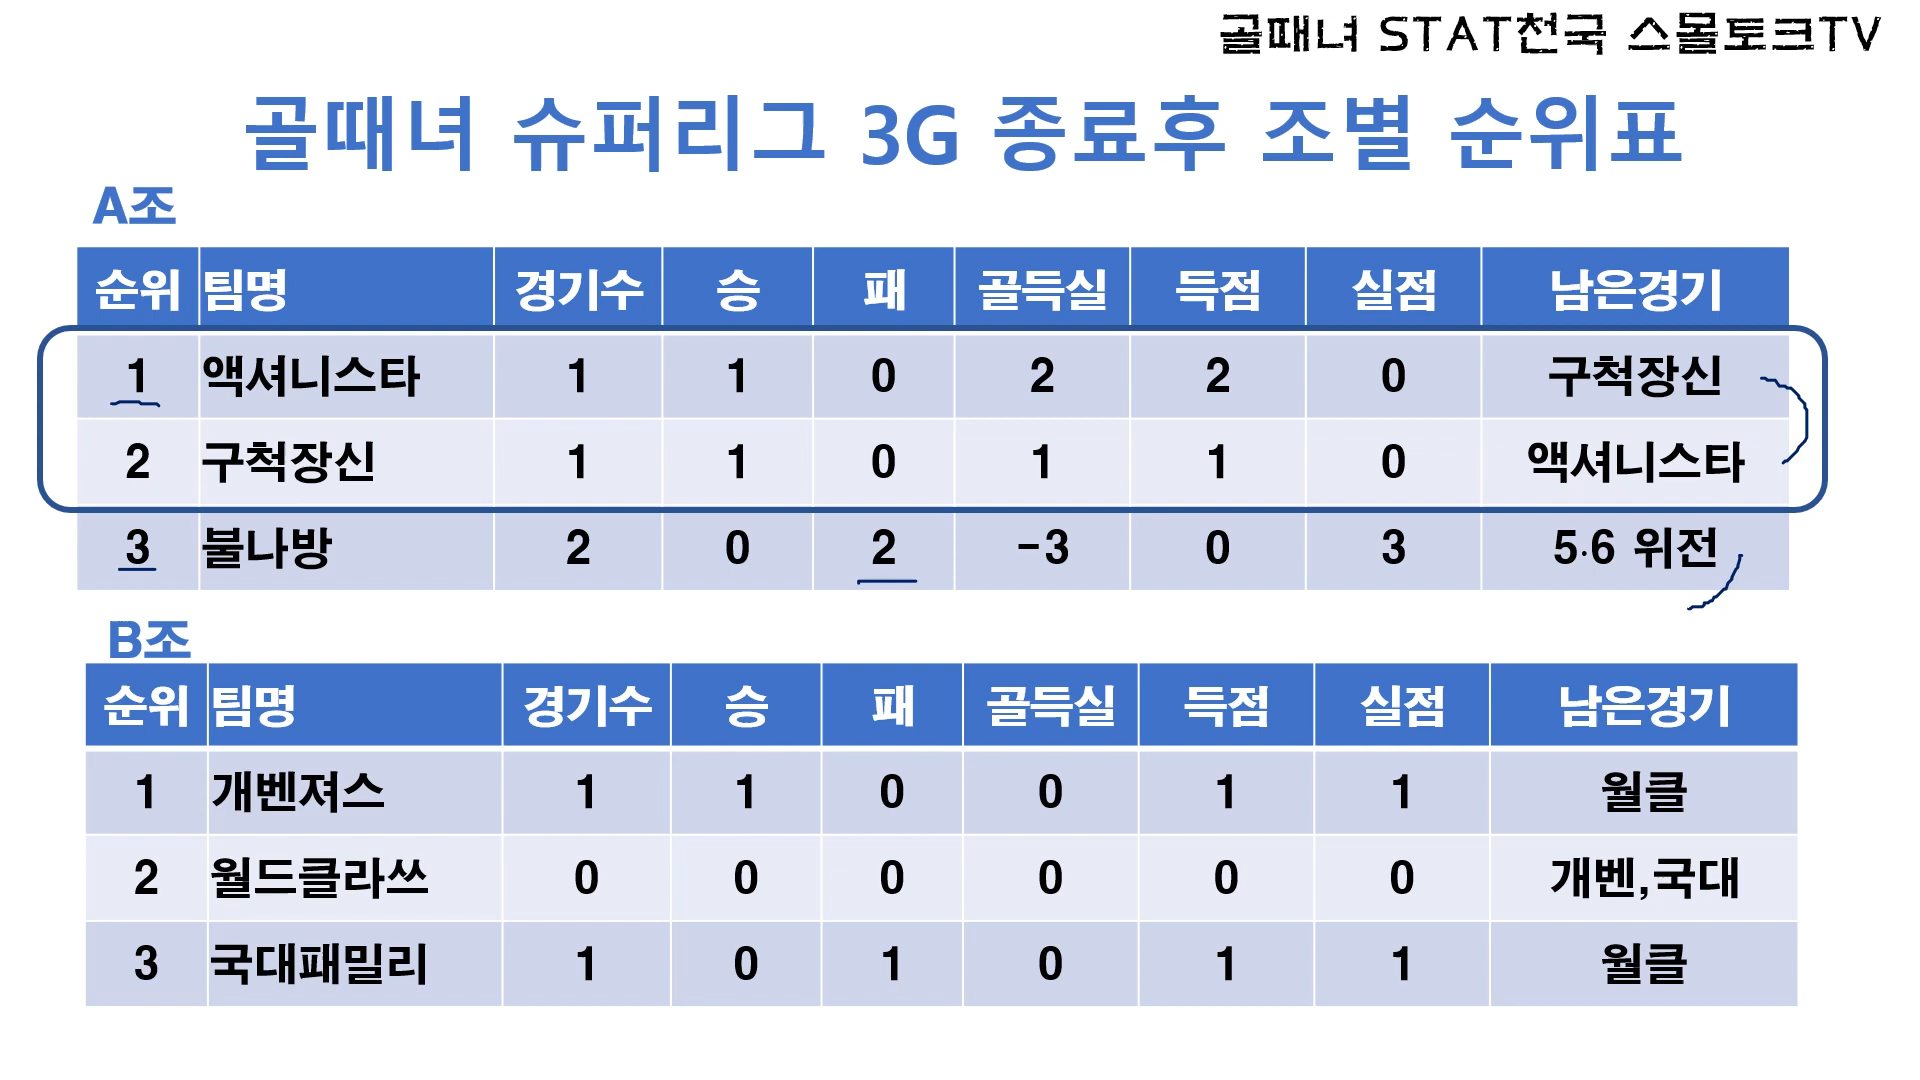 골때녀 STAT천국 스몰토크TV
골때녀 슈퍼리그 3G 종료후 조별 순위표
A조
순위 팀명 경기수 승 패 골득실 득점 실점 남은경기
1 액셔니스타 1 1 0 2 2 0 구척장신
2 구척장신 1 1 0 1 1 0 액셔니스타
3 불나방 2 0 2 -3 0 3 5·6 위전
B조
순위 팀명 경기수 승 패 골득실 득점 실점 남은경기
1 개벤져스 1 1 0 0 1 1 월클
2 월드클라쓰 0 0 0 0 0 0 개벤,국대
3 국대패밀리 1 0 1 0 1 1 월클